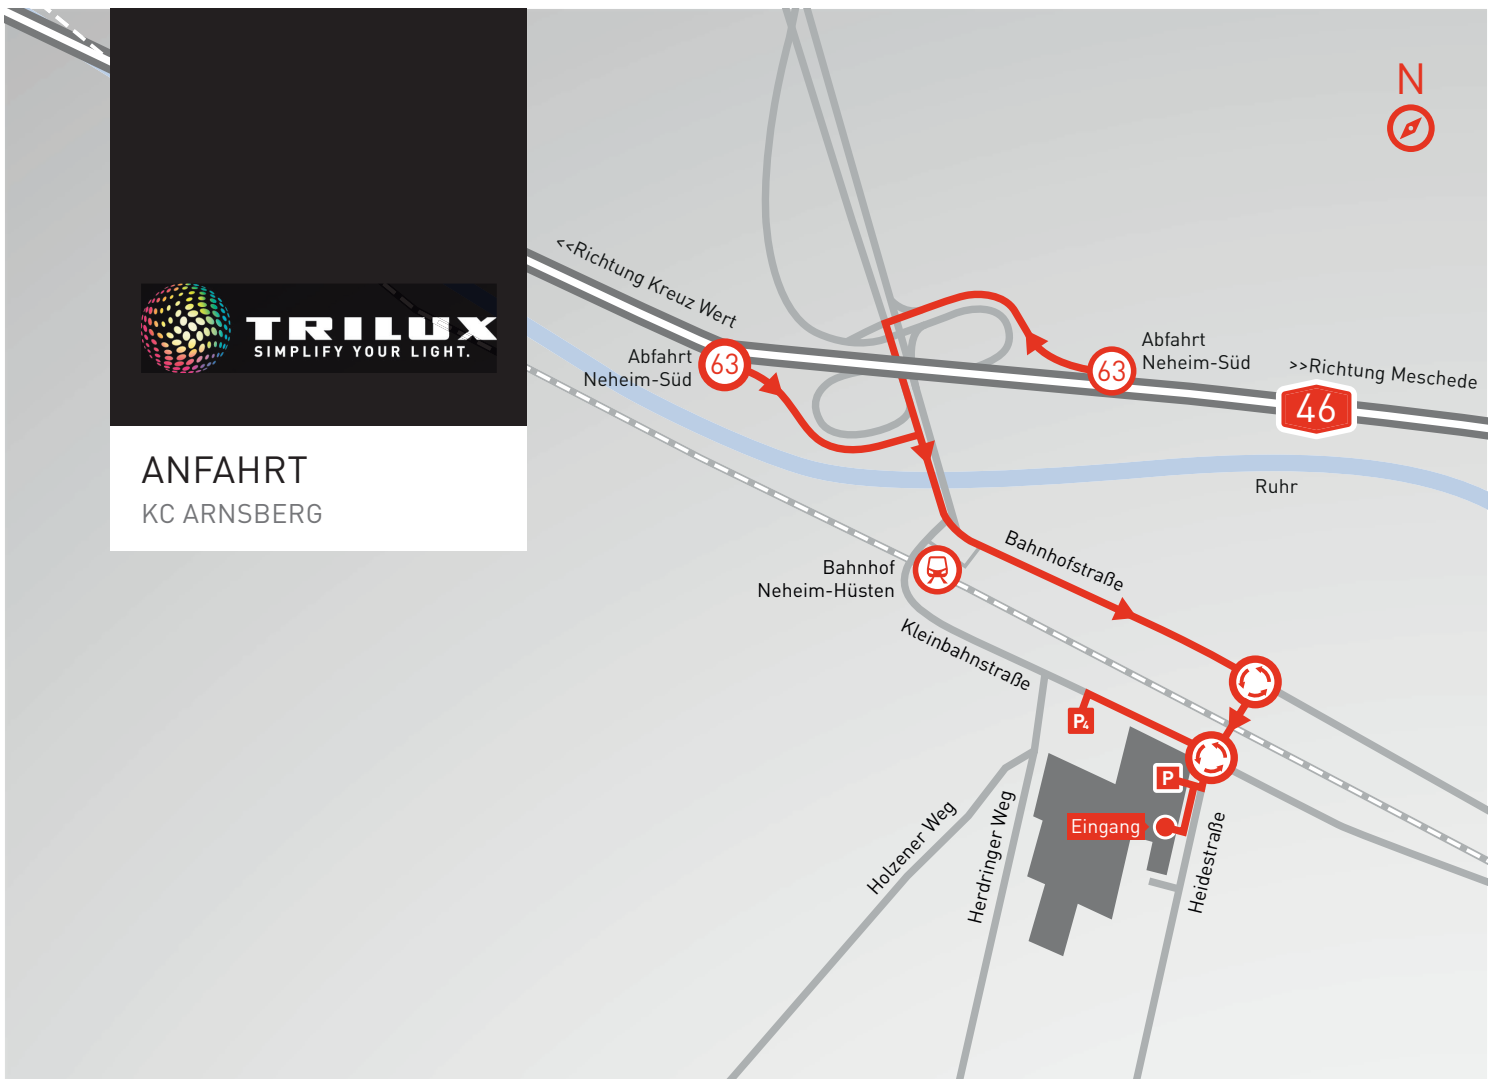 TRILUX
SIMPLIFY YOUR LIGHT.
ANFAHRT
KC ARNSBERG
N
<<Richtung Kreuz Wert
Abfahrt
Neheim-Süd
63
63
Abfahrt
Neheim-Süd
>>Richtung Meschede
46
Ruhr
Bahnhof
Neheim-Hüsten
Bahnhofstraße
Kleinbahnstraße
P4
P
Eingang
Holzener Weg
Herdringer Weg
Heidestraße